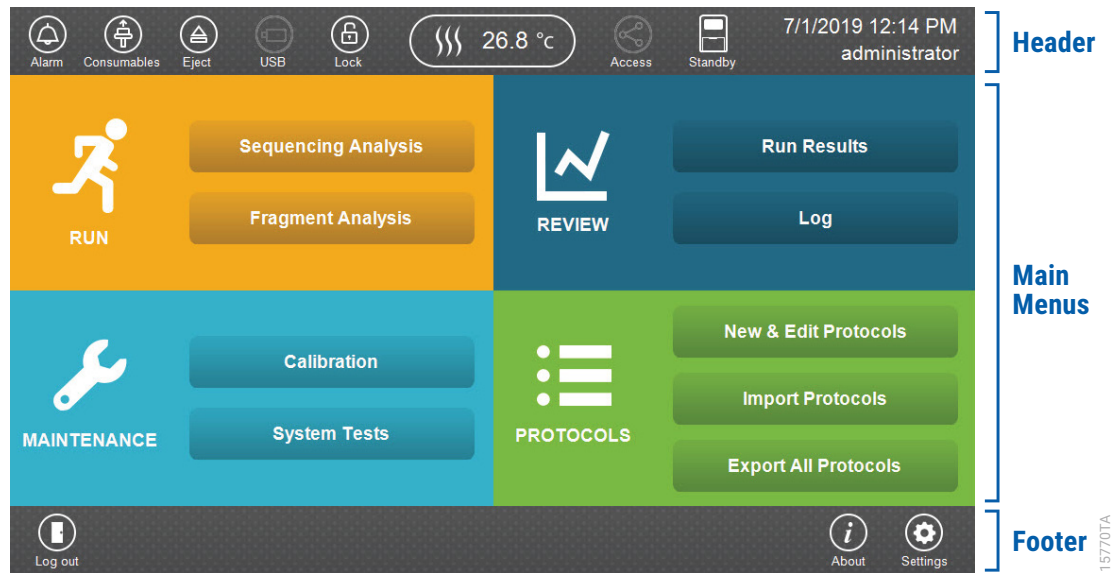 Alarm
Consumables
Eject
USB
Lock
26.8 °c
Access
Standby
7/1/2019 12:14 PM
administrator
Header
RUN
Sequencing Analysis
Fragment Analysis
REVIEW
Run Results
Log
Main
Menus
MAINTENANCE
Calibration
System Tests
PROTOCOLS
New & Edit Protocols
Import Protocols
Export All Protocols
Log out
i
About
Settings
Footer
15770TA